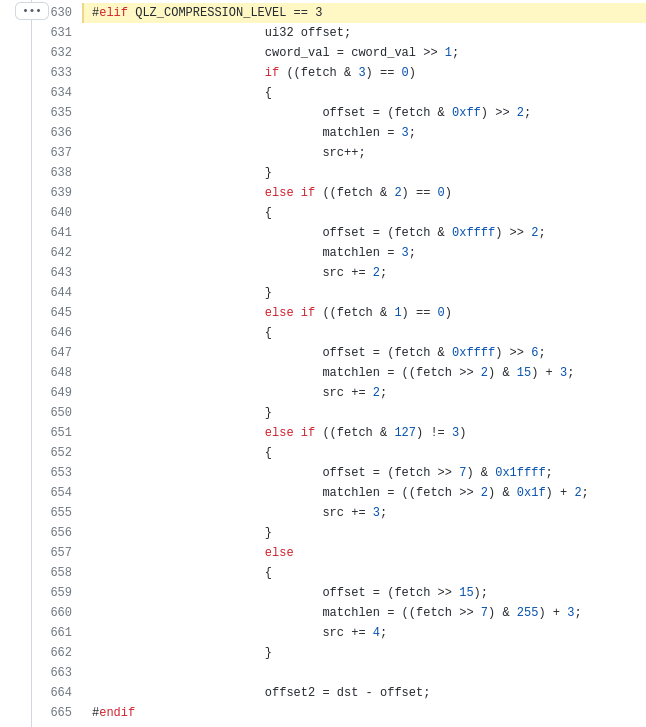 630 #elif QLZ_COMPRESSION_LEVEL == 3
631 ui32 offset;
632 cword_val = cword_val >> 1;
633 if ((fetch & 3) == 0)
634 {
635 offset = (fetch & 0xff) >> 2;
636 matchlen = 3;
637 src++;
638 }
639 else if ((fetch & 2) == 0)
640 {
641 offset = (fetch & 0xffff) >> 2;
642 matchlen = 3;
643 src += 2;
644 }
645 else if ((fetch & 1) == 0)
646 {
647 offset = (fetch & 0xffff) >> 6;
648 matchlen = ((fetch >> 2) & 15) + 3;
649 src += 2;
650 }
651 else if ((fetch & 127) != 3)
652 {
653 offset = (fetch >> 7) & 0x1ffff;
654 matchlen = ((fetch >> 2) & 0x1f) + 2;
655 src += 3;
656 }
657 else
658 {
659 offset = (fetch >> 15);
660 matchlen = ((fetch >> 7) & 255) + 3;
661 src += 4;
662 }
663
664 offset2 = dst - offset;
665 #endif